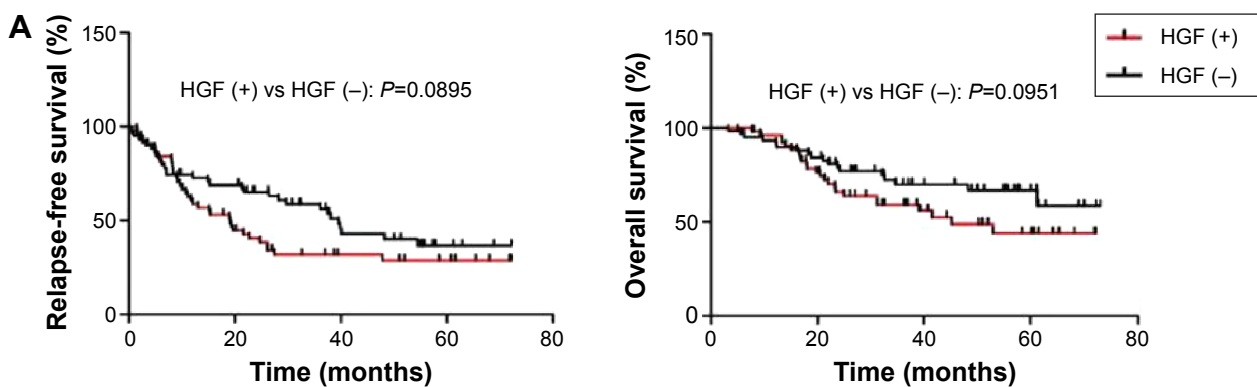 A
Relapse-free survival (%)
150
100
50
0
HGF (+) vs HGF (–): P=0.0895
0 20 40 60 80
Time (months)
Overall survival (%)
150
100
50
0
HGF (+) vs HGF (–): P=0.0951
0 20 40 60 80
Time (months)
HGF (+)
HGF (–)